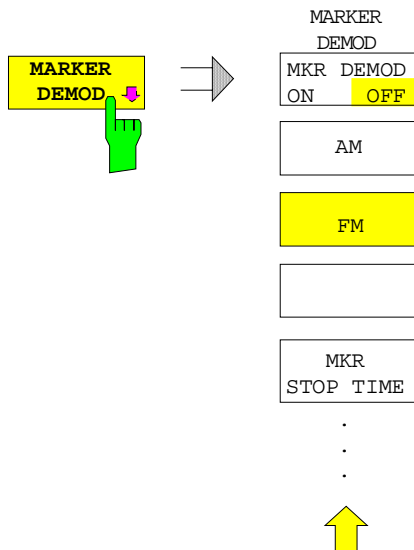 MARKER
DEMOD
MARKER
DEMOD
MKR DEMOD
ON OFF
AM
FM
MKR
STOP TIME
.
.
.